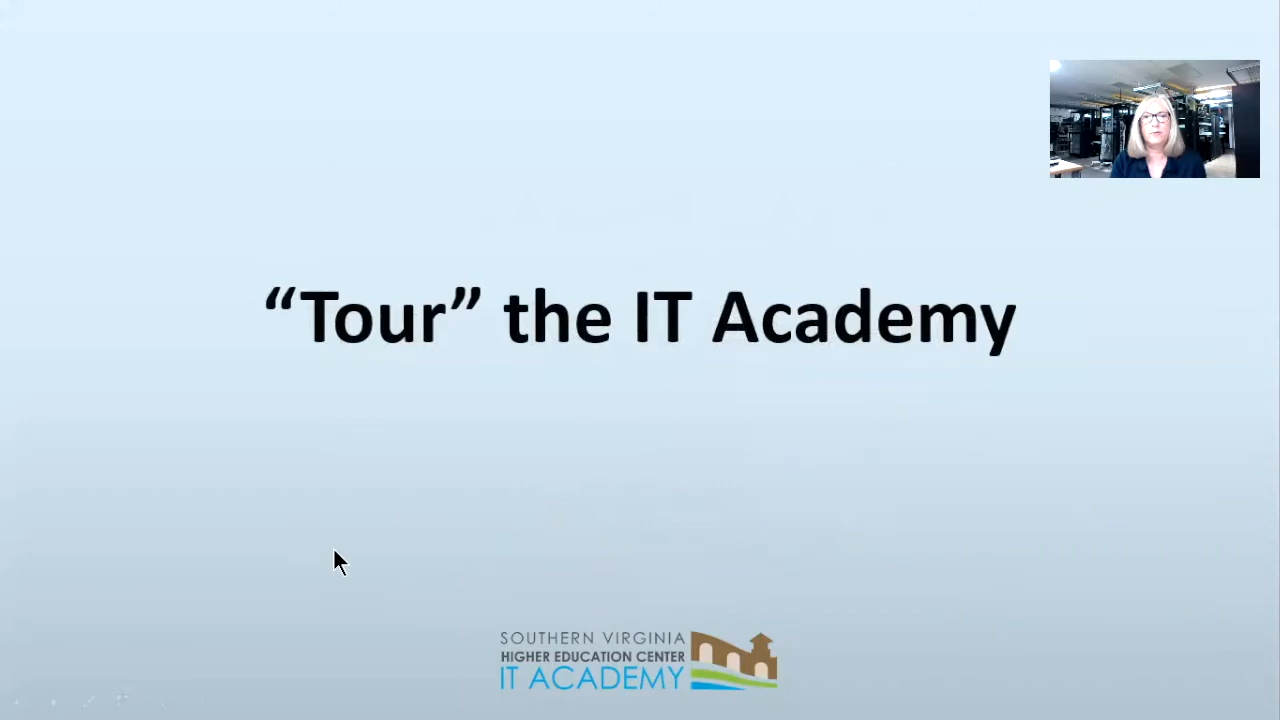 “Tour” the IT Academy
SOUTHERN VIRGINIA
HIGHER EDUCATION CENTER
IT ACADEMY